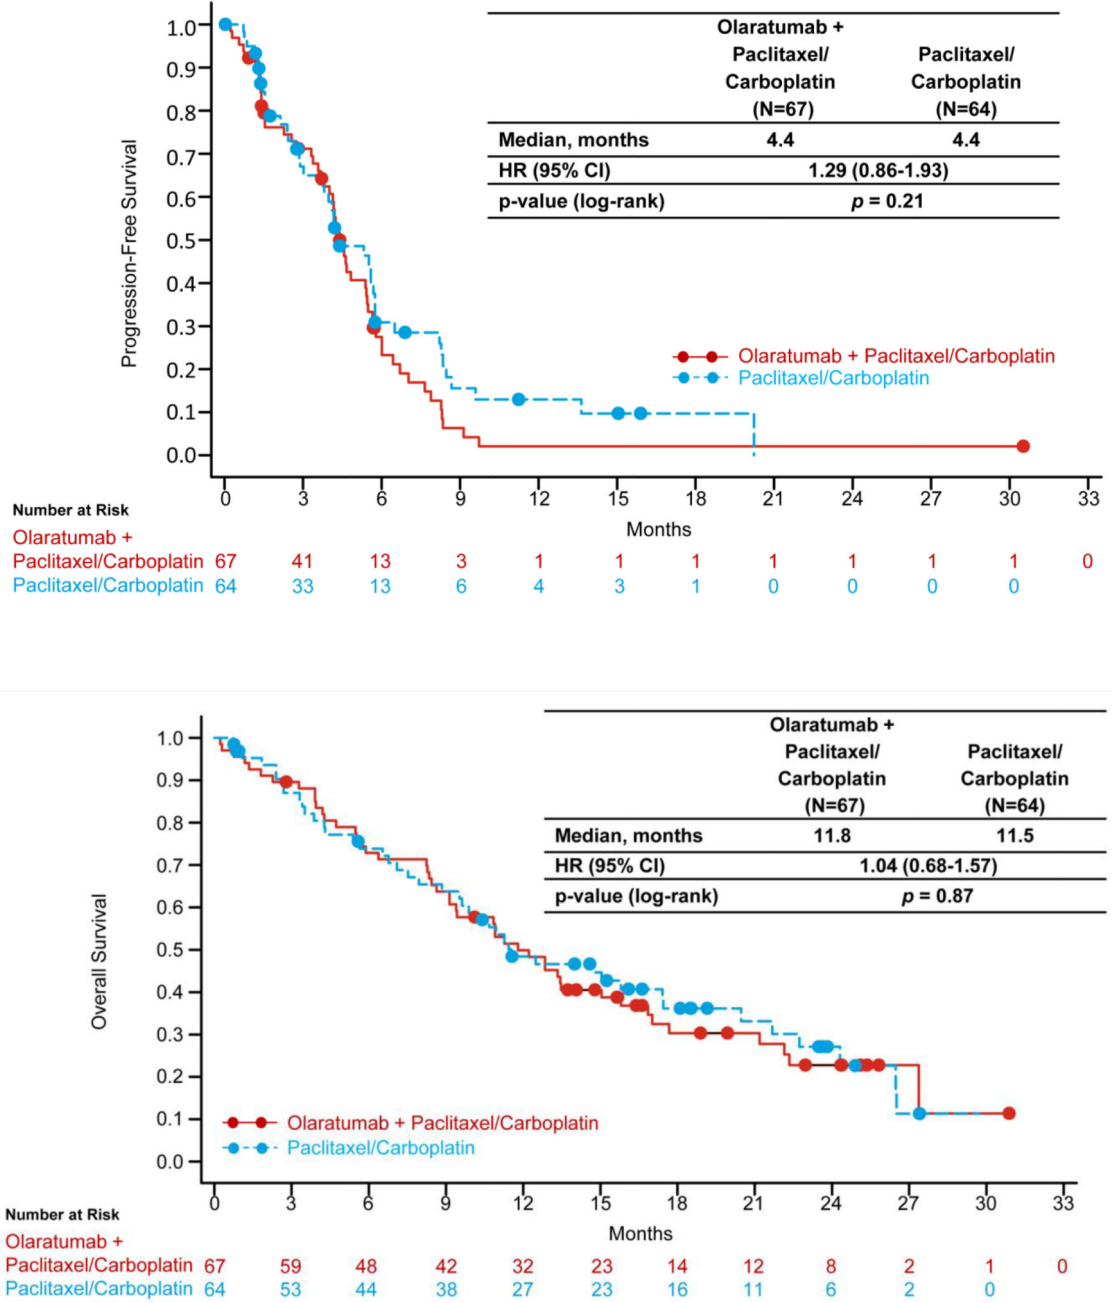 Olaratumab +
Paclitaxel/ Paclitaxel/
Carboplatin Carboplatin
(N=67) (N=64)
Median, months 4.4 4.4
HR (95% CI) 1.29 (0.86-1.93)
p-value (log-rank) p = 0.21
Progression-Free Survival
1.0
0.9
0.8
0.7
0.6
0.5
0.4
0.3
0.2
0.1
0.0
Olaratumab + Paclitaxel/Carboplatin
Paclitaxel/Carboplatin
0 3 6 9 12 15 18 21 24 27 30 33
Months
Number at Risk
Olaratumab +
Paclitaxel/Carboplatin 67 41 13 3 1 1 1 1 1 1 1 0
Paclitaxel/Carboplatin 64 33 13 6 4 3 1 0 0 0 0
Olaratumab +
Paclitaxel/ Paclitaxel/
Carboplatin Carboplatin
(N=67) (N=64)
Median, months 11.8 11.5
HR (95% CI) 1.04 (0.68-1.57)
p-value (log-rank) p = 0.87
Overall Survival
1.0
0.9
0.8
0.7
0.6
0.5
0.4
0.3
0.2
0.1
0.0
Olaratumab + Paclitaxel/Carboplatin
Paclitaxel/Carboplatin
0 3 6 9 12 15 18 21 24 27 30 33
Months
Number at Risk
Olaratumab +
Paclitaxel/Carboplatin 67 59 48 42 32 23 14 12 8 2 1 0
Paclitaxel/Carboplatin 64 53 44 38 27 23 16 11 6 2 0